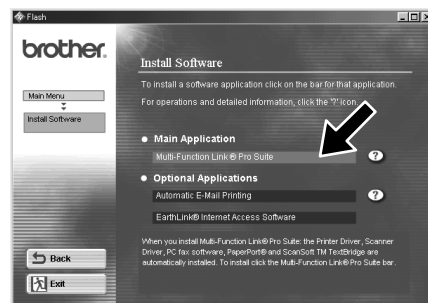 Flash
brother.
Install Software
To install a software application click on the bar for that application.
For operations and detailed information, click the '?' icon.
Main Menu
Install Software
Main Application
Multi-Function Link® Pro Suite
?
Optional Applications
Automatic E-Mail Printing
?
EarthLink® Internet Access Software
When you install Multi-Function Link® Pro Suite: the Printer Driver, Scanner
Driver, PC fax software, PaperPort® and ScanSoft TM TextBridge are
automatically installed. To install click the Multi-Function Link® Pro Suite bar.
Back
Exit